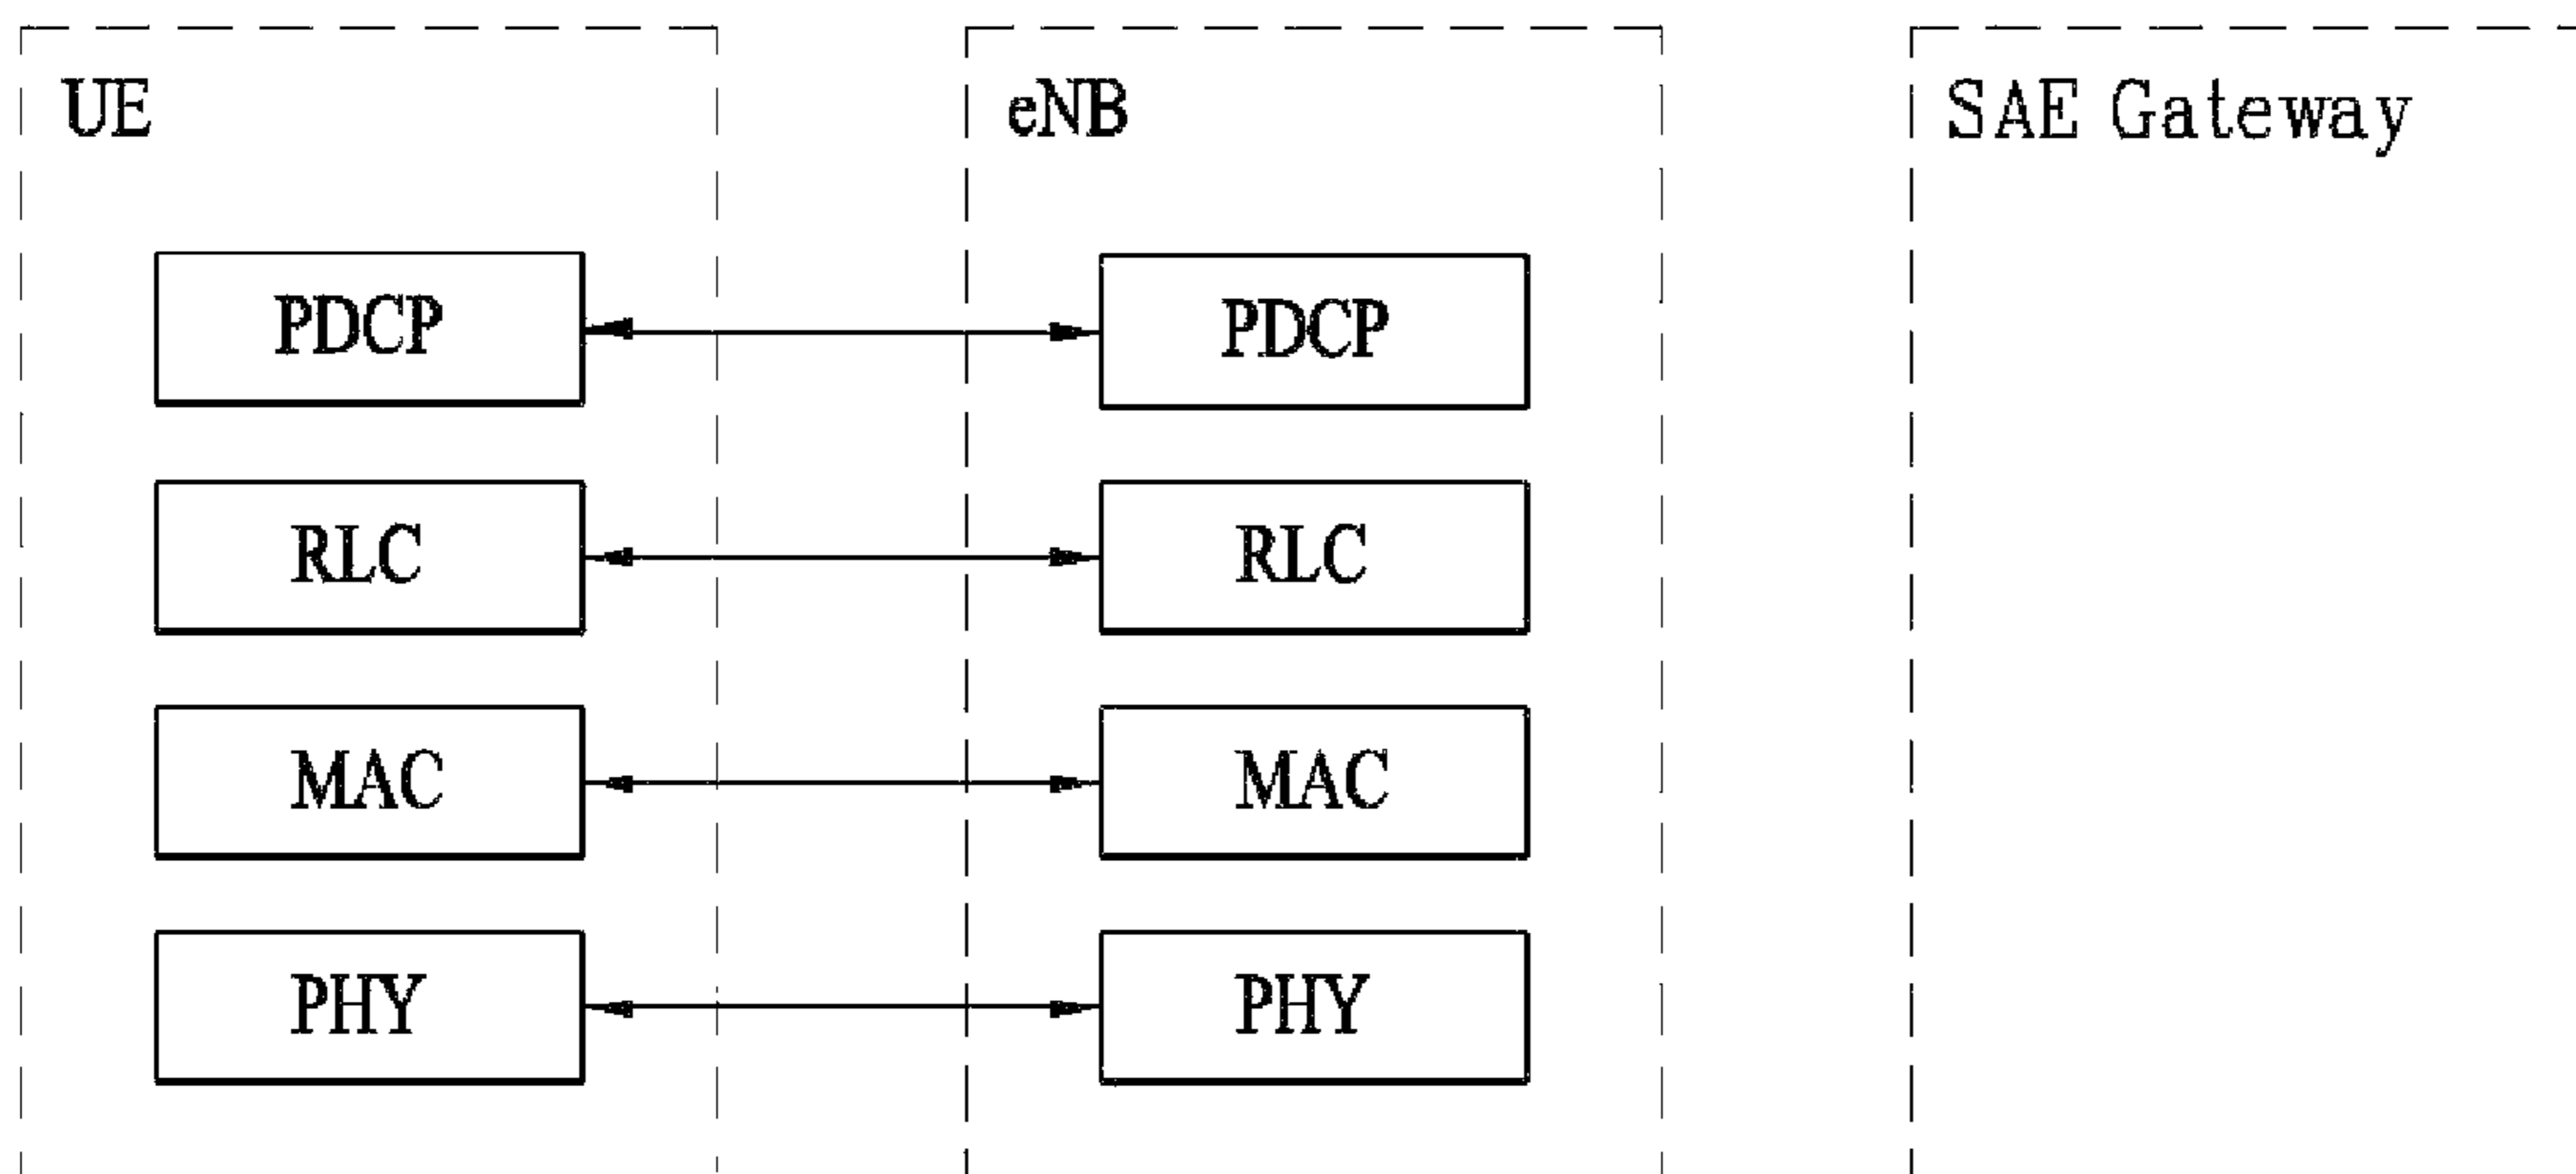 UE eNB SAE Gateway
PDCP PDCP
RLC RLC
MAC MAC
PHY PHY